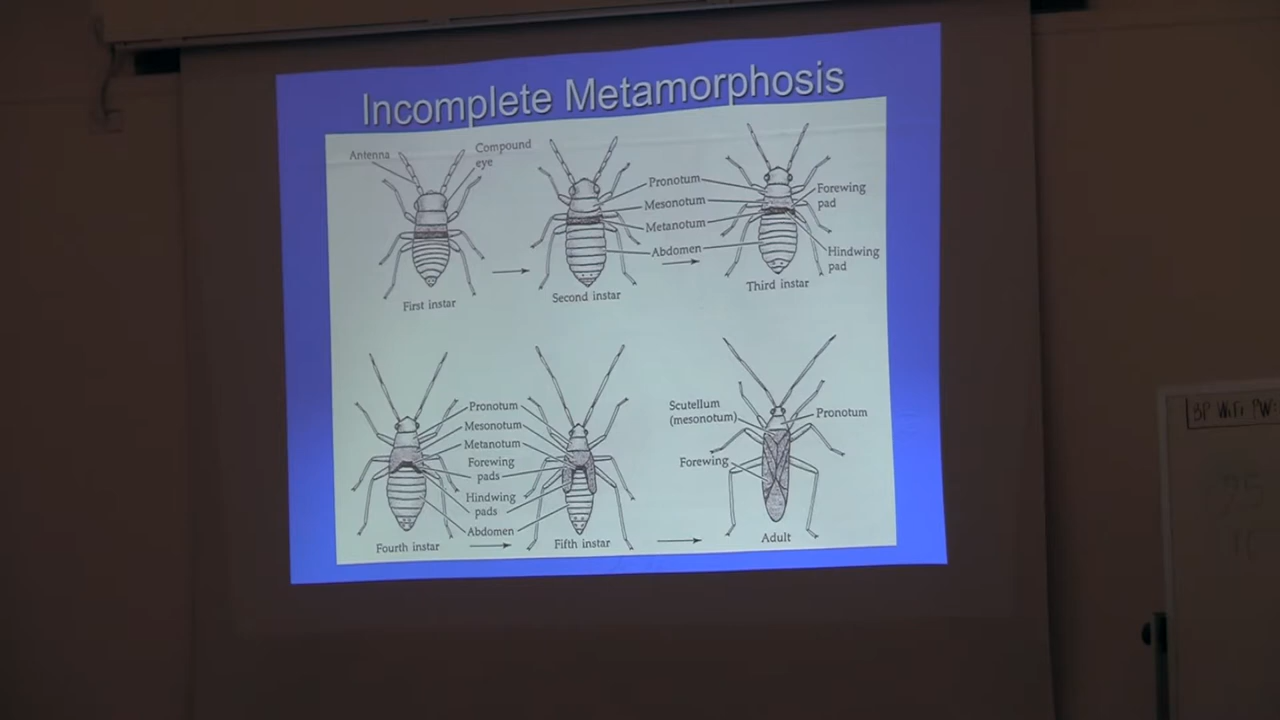 Incomplete Metamorphosis
Antenna
Compound
eye
First instar
Second instar
Pronotum
Mesonotum
Metanotum
Abdomen
Forewing
pad
Hindwing
pad
Third instar
Fourth instar
Pronotum
Mesonotum
Metanotum
Forewing
pads
Hindwing
pads
Abdomen
Fifth instar
Scutellum
(mesonotum)
Pronotum
Forewing
Adult
BP WiFi